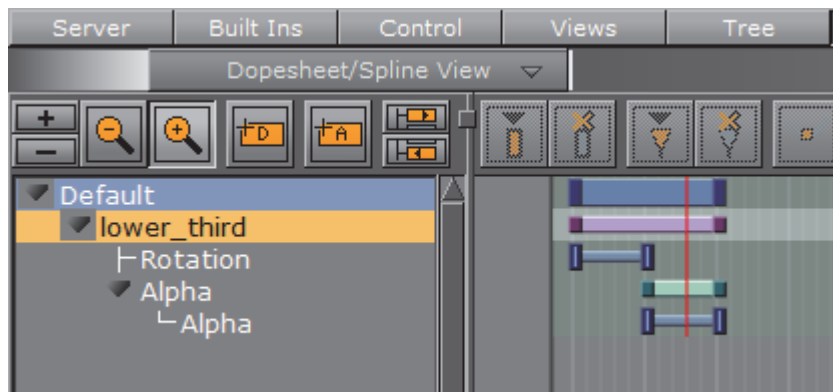 Server Built Ins Control Views Tree
Dopesheet/Spline View
D A
Default
lower_third
Rotation
Alpha
Alpha